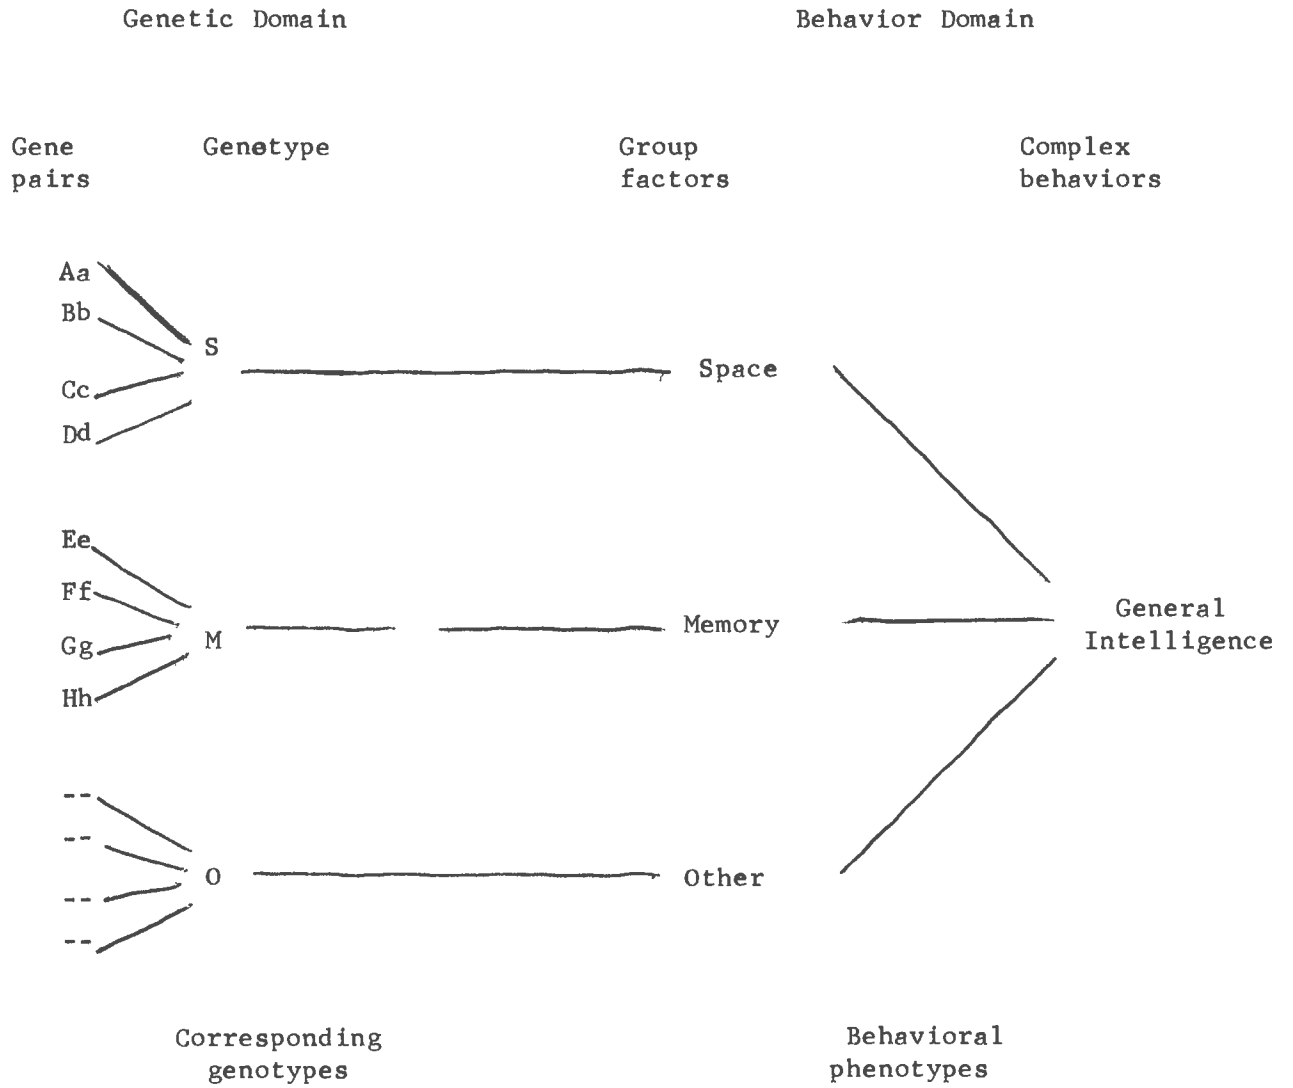 Genetic Domain
Behavior Domain
Gene
pairs
Genotype
Group
factors
Complex
behaviors
Aa
Bb
Cc
Dd
S
Space
Ee
Ff
Gg
Hh
M
Memory
General
Intelligence
--
--
--
--
O
Other
Corresponding
genotypes
Behavioral
phenotypes